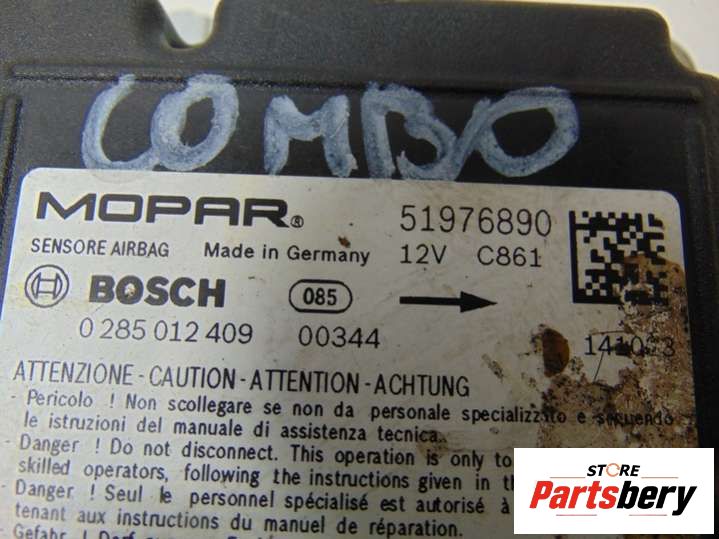 COMBO
MOPAR® 51976890
SENSORE AIRBAG Made in Germany 12V C861
BOSCH 085
0 285 012 409 00344
ATTENZIONE - CAUTION - ATTENTION - ACHTUNG
- Pericolo ! Non scollegare se non da personale specializzato e seguendo
le istruzioni del manuale di assistenza tecnica.
- Danger ! Do not disconnect. This operation is only to
skilled operators, following the instructions given in
Danger ! Seul le personnel spécialisé est autorisé à
tenant aux instructions du manuel de réparation.
Gefahr !
STORE
Partsbery